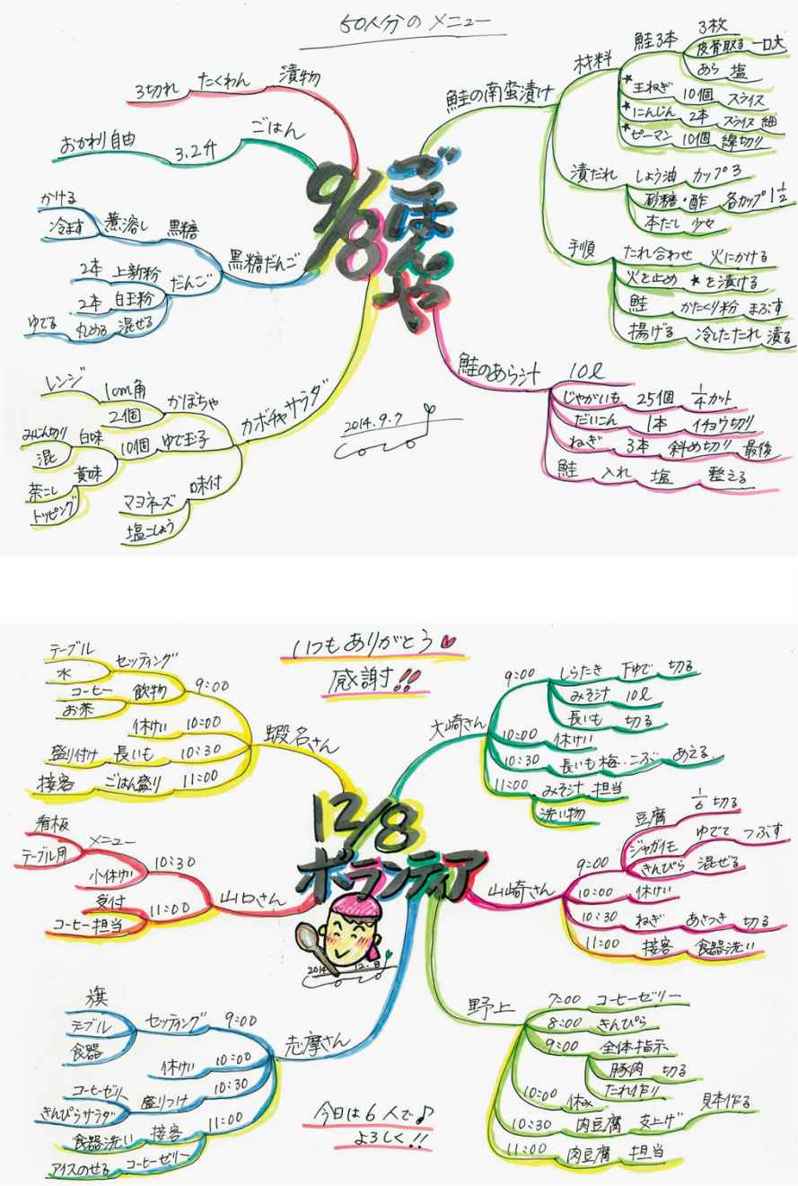 50人分のメニュー
9/8 ごほんや
漬物 たくわん 3切れ
ごはん 3.2升 おかわり自由
黒糖だんご
黒糖 煮溶し 冷ます かける
だんご
上新粉 2本
白玉粉 2本
混ぜる 丸める ゆでる
カボチャサラダ
かぼちゃ
1cm角 レンジ
2個
ゆで玉子 10個
白味 みじん切り 混
黄味 茶こし トッピング
味付
マヨネーズ
塩こしょう
鮭の南蛮漬け
材料
鮭3本
3枚
皮骨取る 一口大
あら 塩
★玉ねぎ 10個 スライス
★にんじん 2本 スライス 細
★ピーマン 10個 線切り
漬だれ
しょう油 カップ3
砂糖・酢 各カップ1 1/2
本だし 少々
手順
たれ合わせ 火にかける
火を止め ★を漬ける
鮭 かたくり粉 まぶす
揚げる 冷したたれ 漬る
鮭のあら汁
10ℓ
じゃがいも 25個 1/4カット
だいこん 1本 イチョウ切り
ねぎ 3本 斜め切り 最後
鮭 入れ 塩 整える
2014.9.7
coco
いつもありがとう♥
感謝!!
12/8 ボランティア
蝦名さん
9:00
セッティング テーブル 水
飲物 コーヒー お茶
10:00 休けい
10:30 長いも 盛り付け
11:00 ごはん盛り 接客
山口さん
10:30
メニュー 看板 テーブル用
小休けい
11:00
受付
コーヒー担当
志摩さん
9:00 セッティング
旗
テーブル
食器
10:00 休けい
10:30 盛りつけ
コーヒーゼリー
きんぴらサラダ
11:00
接客 食器洗い
コーヒーゼリー アイスのせる
大崎さん
9:00
しらたき 下ゆで 切る
みそ汁 10ℓ
長いも 切る
10:00 休けい
10:30 長いも梅・こぶ あえる
11:00 みそ汁 担当
洗い物
山崎さん
9:00
豆腐 1/6 切る
ジャガイモ ゆでて つぶす
きんぴら 混ぜる
10:00 休けい
10:30 ねぎ あさつき 切る
11:00 接客 食器洗い
野上
7:00 コーヒーゼリー
8:00 きんぴら
9:00 全体指示
豚肉 切る
たれ作り
10:00 休み
10:30 肉豆腐 仕上げ 見本作る
11:00 肉豆腐 担当
coco
今日は6人で♪
よろしく!!